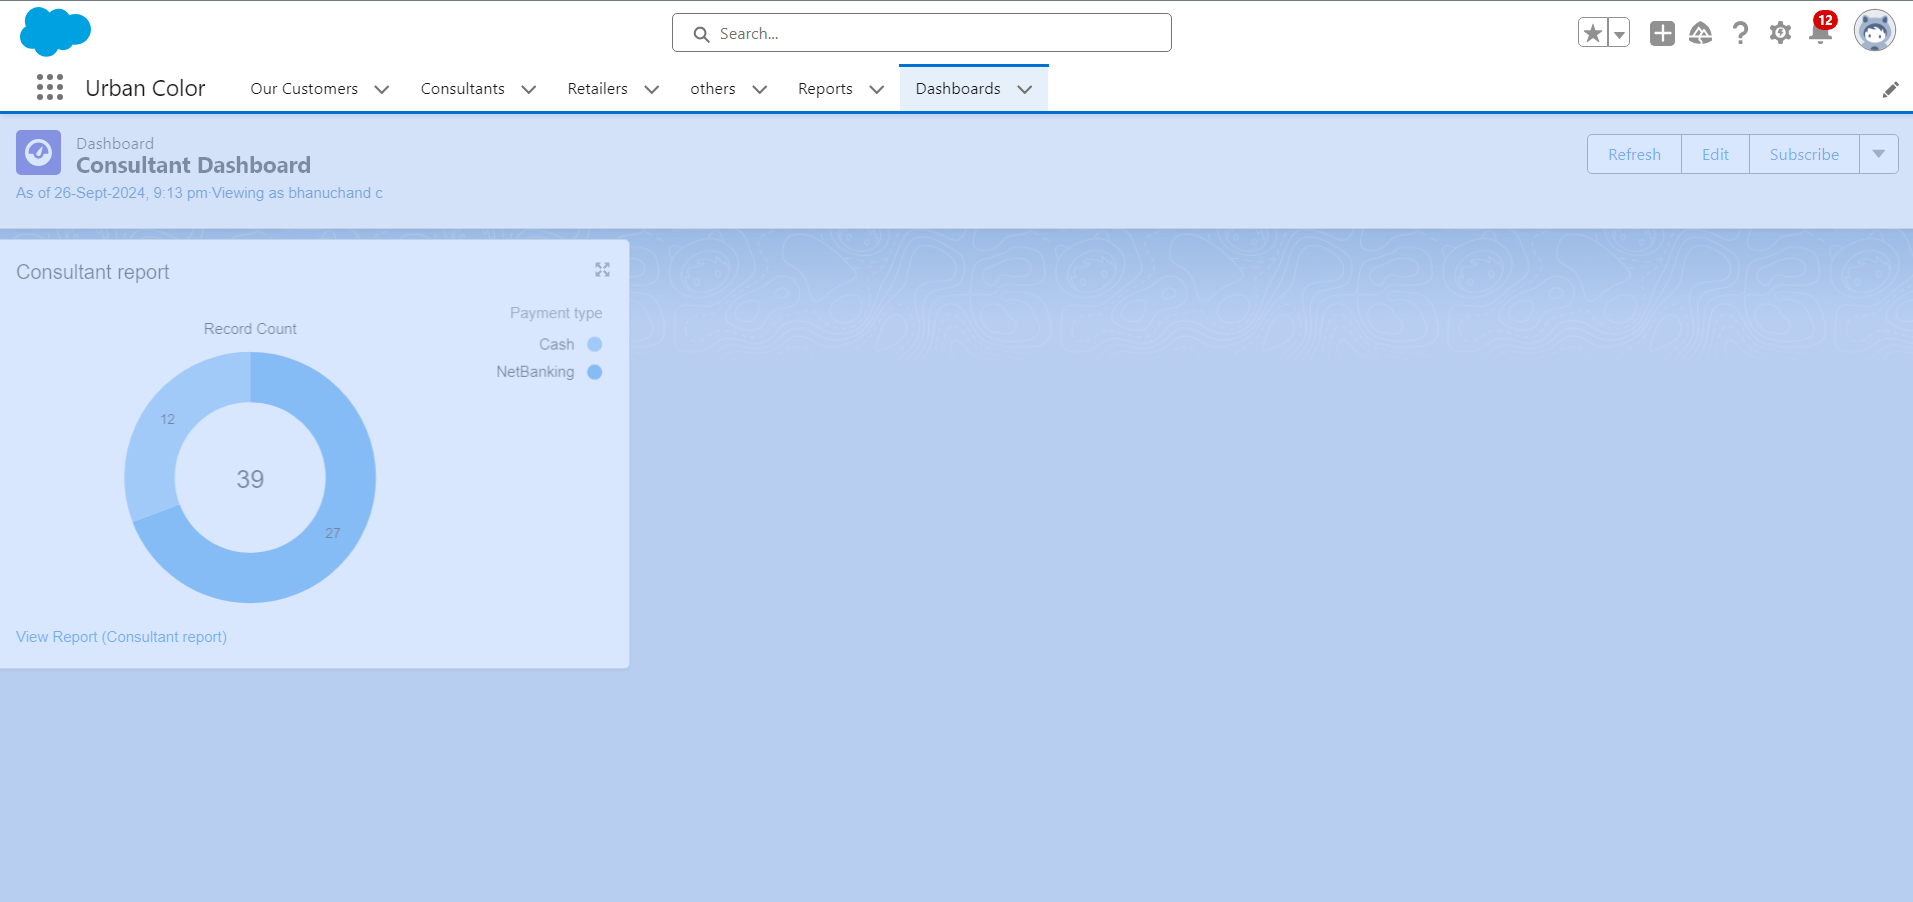 Search...
12
Urban Color
Our Customers
Consultants
Retailers
others
Reports
Dashboards
Dashboard
Consultant Dashboard
As of 26-Sept-2024, 9:13 pm·Viewing as bhanuchand c
Refresh
Edit
Subscribe
Consultant report
Payment type
Cash
NetBanking
Record Count
12
39
27
View Report (Consultant report)